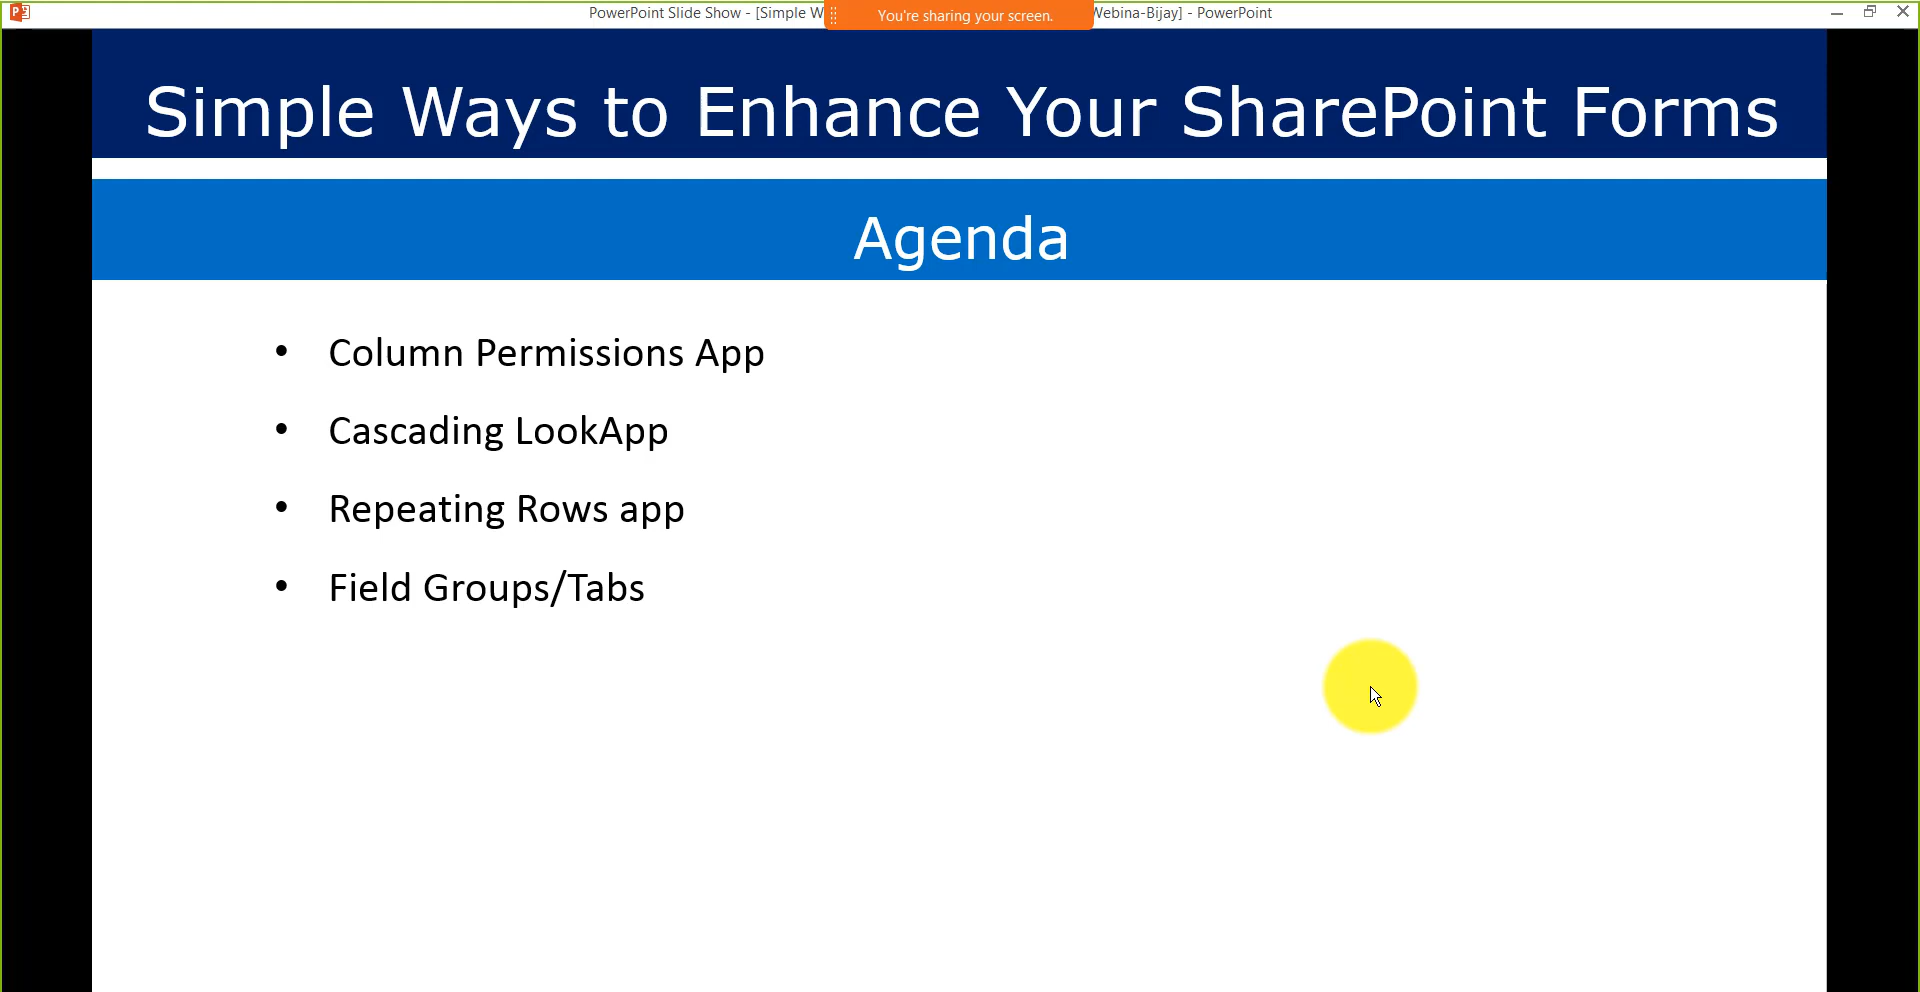 PowerPoint Slide Show - [Simple W
You're sharing your screen.
Webina-Bijay] - PowerPoint
Simple Ways to Enhance Your SharePoint Forms
Agenda
• Column Permissions App
• Cascading LookApp
• Repeating Rows app
• Field Groups/Tabs